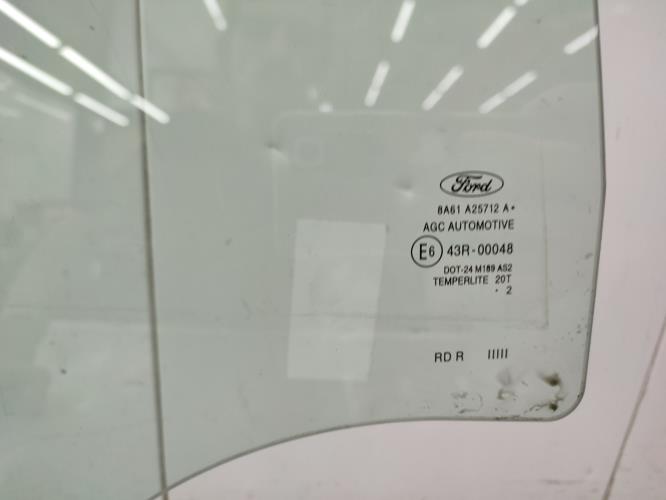 Ford
8A61 A25712 A•
AGC AUTOMOTIVE
E6 43R-00048
DOT-24 M189 AS2
TEMPERLITE 20T
. 2
RD R IIIII